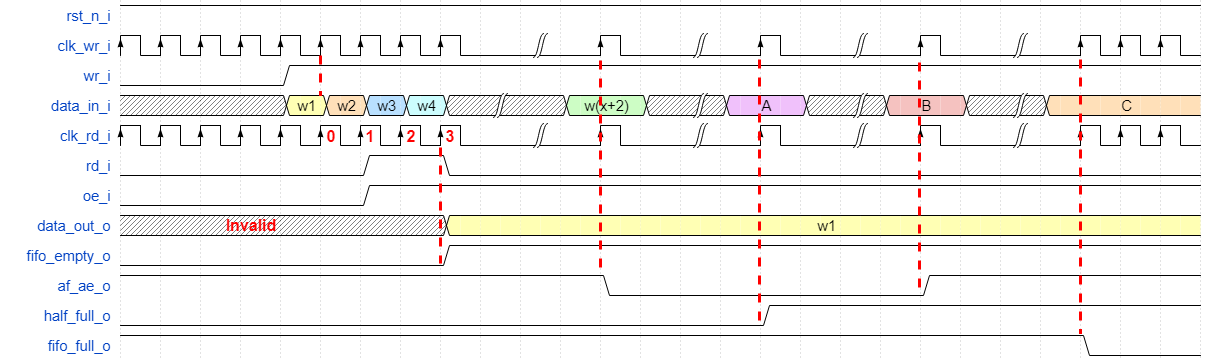 rst_n_i
clk_wr_i
wr_i
data_in_i w1 w2 w3 w4 w(x+2) A B C
clk_rd_i 0 1 2 3
rd_i
oe_i
data_out_o Invalid w1
fifo_empty_o
af_ae_o
half_full_o
fifo_full_o